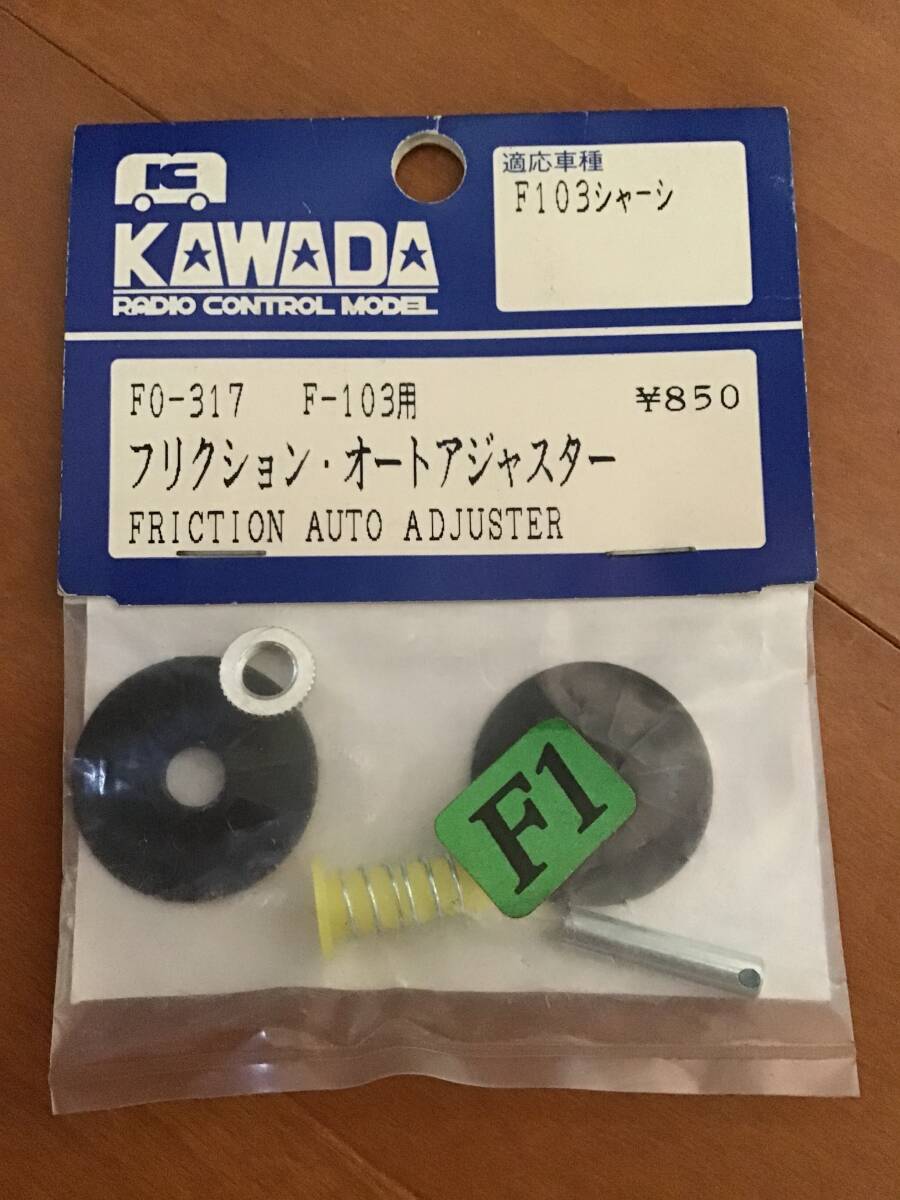 KAWADA
RADIO CONTROL MODEL
適応車種
F103シャーシ
FO-317 F-103用 ¥850
フリクション・オートアジャスター
FRICTION AUTO ADJUSTER
F1